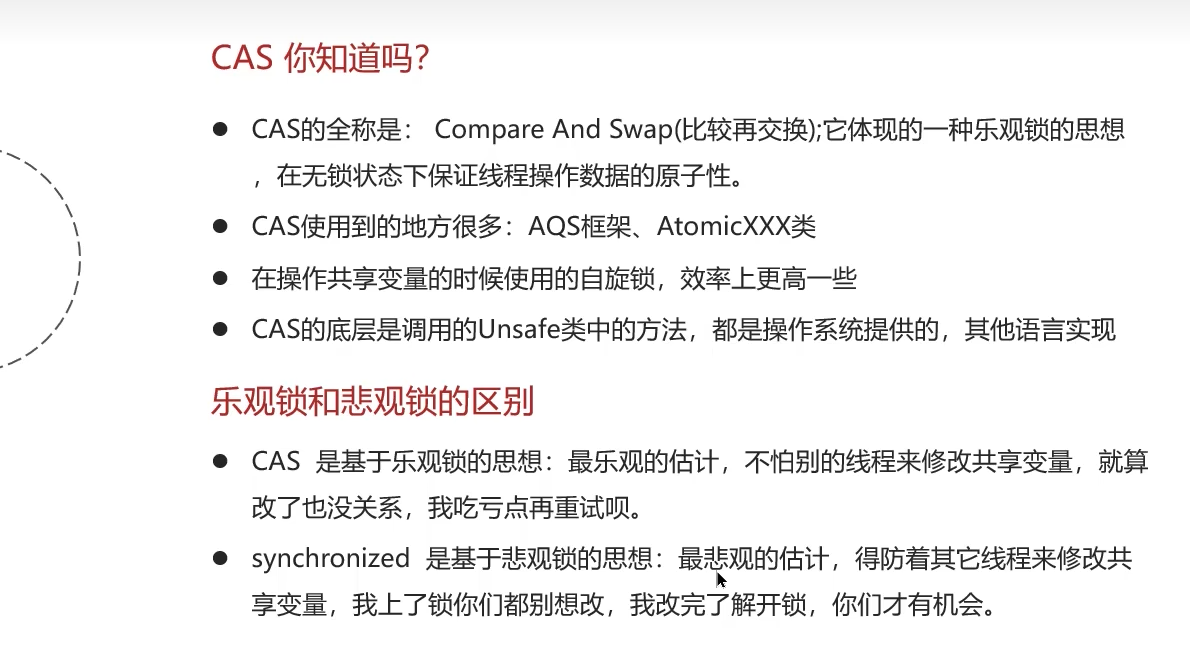 CAS 你知道吗？
● CAS的全称是： Compare And Swap(比较再交换);它体现的一种乐观锁的思想
，在无锁状态下保证线程操作数据的原子性。
● CAS使用到的地方很多：AQS框架、AtomicXXX类
● 在操作共享变量的时候使用的自旋锁，效率上更高一些
● CAS的底层是调用的Unsafe类中的方法，都是操作系统提供的，其他语言实现
乐观锁和悲观锁的区别
● CAS 是基于乐观锁的思想：最乐观的估计，不怕别的线程来修改共享变量，就算
改了也没关系，我吃亏点再重试呗。
● synchronized 是基于悲观锁的思想：最悲观的估计，得防着其它线程来修改共
享变量，我上了锁你们都别想改，我改完了解开锁，你们才有机会。